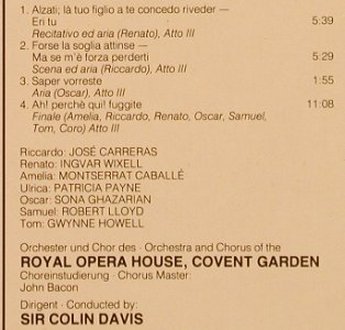 1. Alzati; là tuo figlio a te concedo riveder —
Eri tu 5:39
Recitativo ed aria (Renato), Atto III
2. Forse la soglia attinse —
Ma se m'è forza perderti 5:29
Scena ed aria (Riccardo), Atto III
3. Saper vorreste 1:55
Aria (Oscar), Atto III
4. Ah! perchè qui! fuggite 11:08
Finale (Amelia, Riccardo, Renato, Oscar, Samuel,
Tom, Coro) Atto III
Riccardo: JOSÉ CARRERAS
Renato: INGVAR WIXELL
Amelia: MONTSERRAT CABALLÉ
Ulrica: PATRICIA PAYNE
Oscar: SONA GHAZARIAN
Samuel: ROBERT LLOYD
Tom: GWYNNE HOWELL
Orchester und Chor des · Orchestra and Chorus of the
ROYAL OPERA HOUSE, COVENT GARDEN
Choreinstudierung · Chorus Master:
John Bacon
Dirigent · Conducted by:
SIR COLIN DAVIS